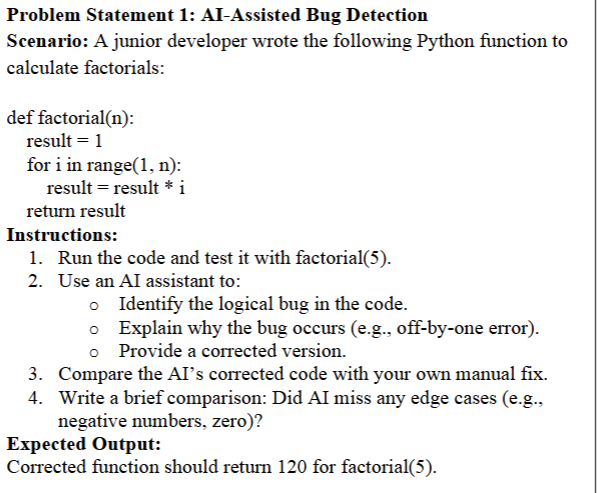 Problem Statement 1: AI-Assisted Bug Detection
Scenario: A junior developer wrote the following Python function to
calculate factorials:
def factorial(n):
result = 1
for i in range(1, n):
result = result * i
return result
Instructions:
1. Run the code and test it with factorial(5).
2. Use an AI assistant to:
o Identify the logical bug in the code.
o Explain why the bug occurs (e.g., off-by-one error).
o Provide a corrected version.
3. Compare the AI’s corrected code with your own manual fix.
4. Write a brief comparison: Did AI miss any edge cases (e.g.,
negative numbers, zero)?
Expected Output:
Corrected function should return 120 for factorial(5).